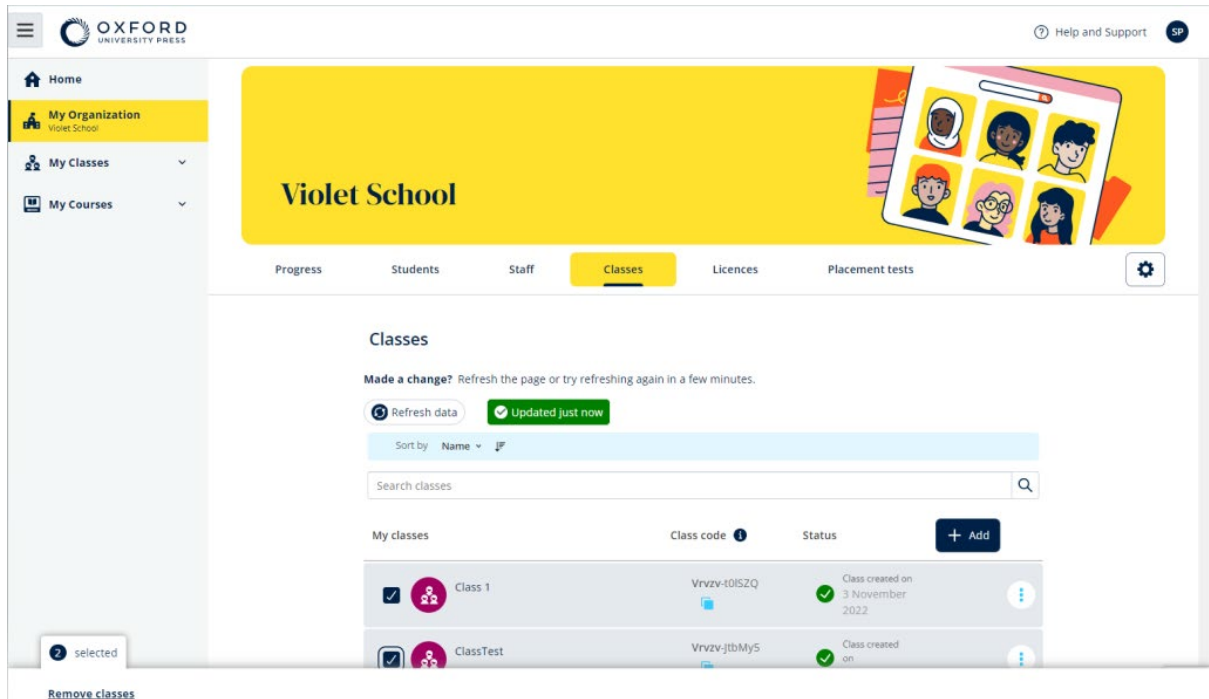 OXFORD
UNIVERSITY PRESS
Help and Support
SP
Home
My Organization
Violet School
My Classes
My Courses
Violet School
Progress Students Staff Classes Licences Placement tests
Classes
Made a change? Refresh the page or try refreshing again in a few minutes.
Refresh data Updated just now
Sort by Name
Search classes
My classes Class code Status + Add
Class 1 Vrvzv-t0lSZQ Class created on
3 November
2022
ClassTest Vrvzv-JtbMy5 Class created
on
2 selected
Remove classes